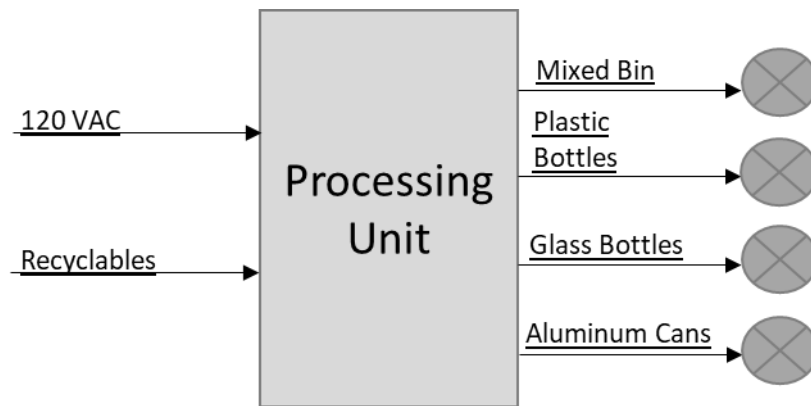 120 VAC
Recyclables
Processing
Unit
Mixed Bin
Plastic
Bottles
Glass Bottles
Aluminum Cans